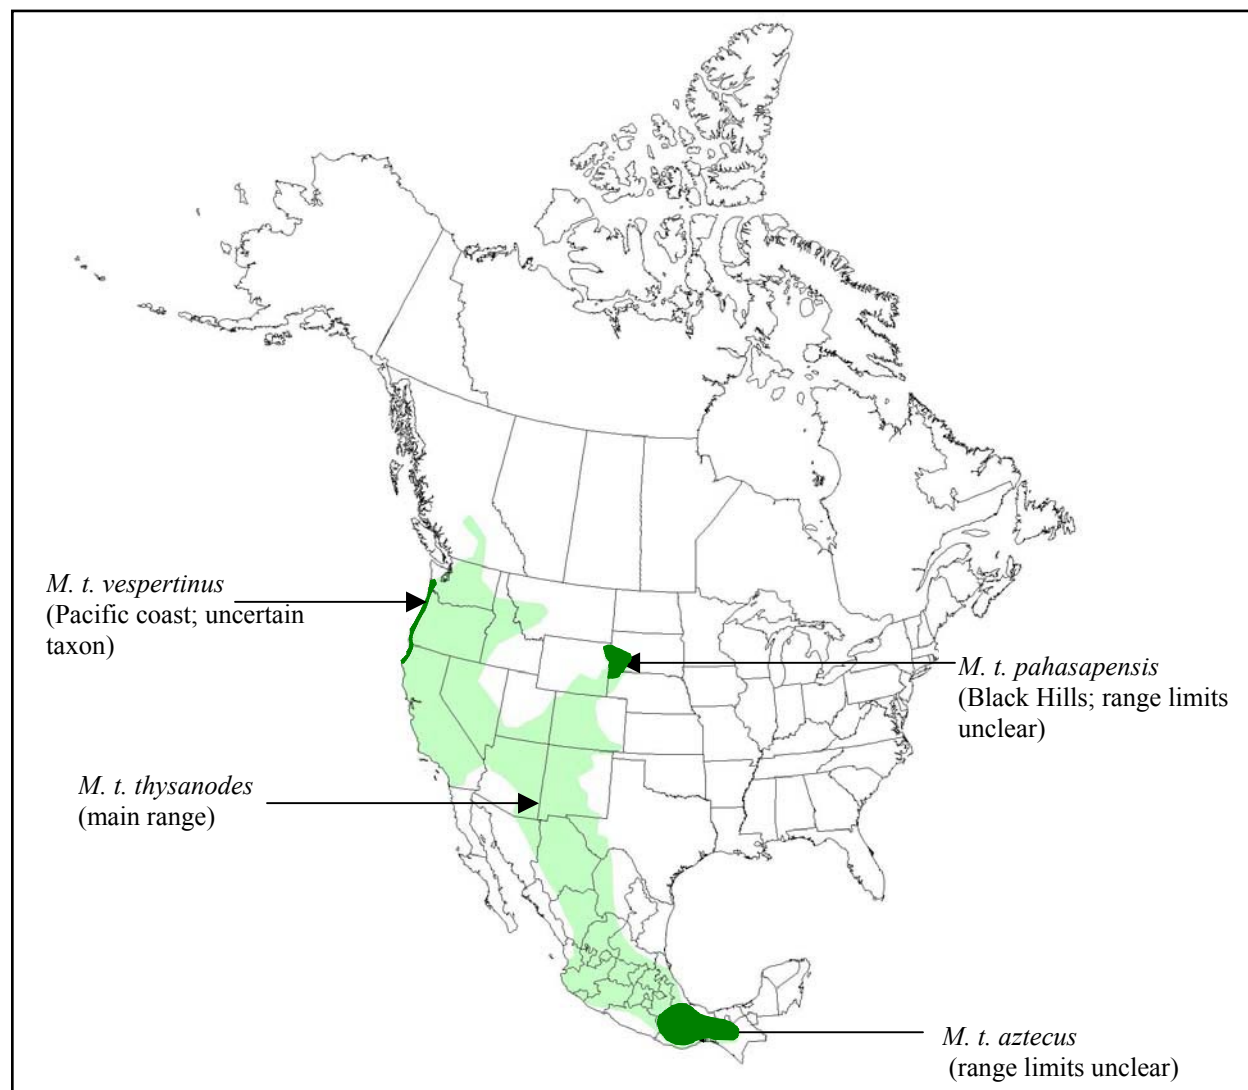 M. t. vespertinus
(Pacific coast; uncertain
taxon)
M. t. pahasapensis
(Black Hills; range limits
unclear)
M. t. thysanodes
(main range)
M. t. aztecus
(range limits unclear)